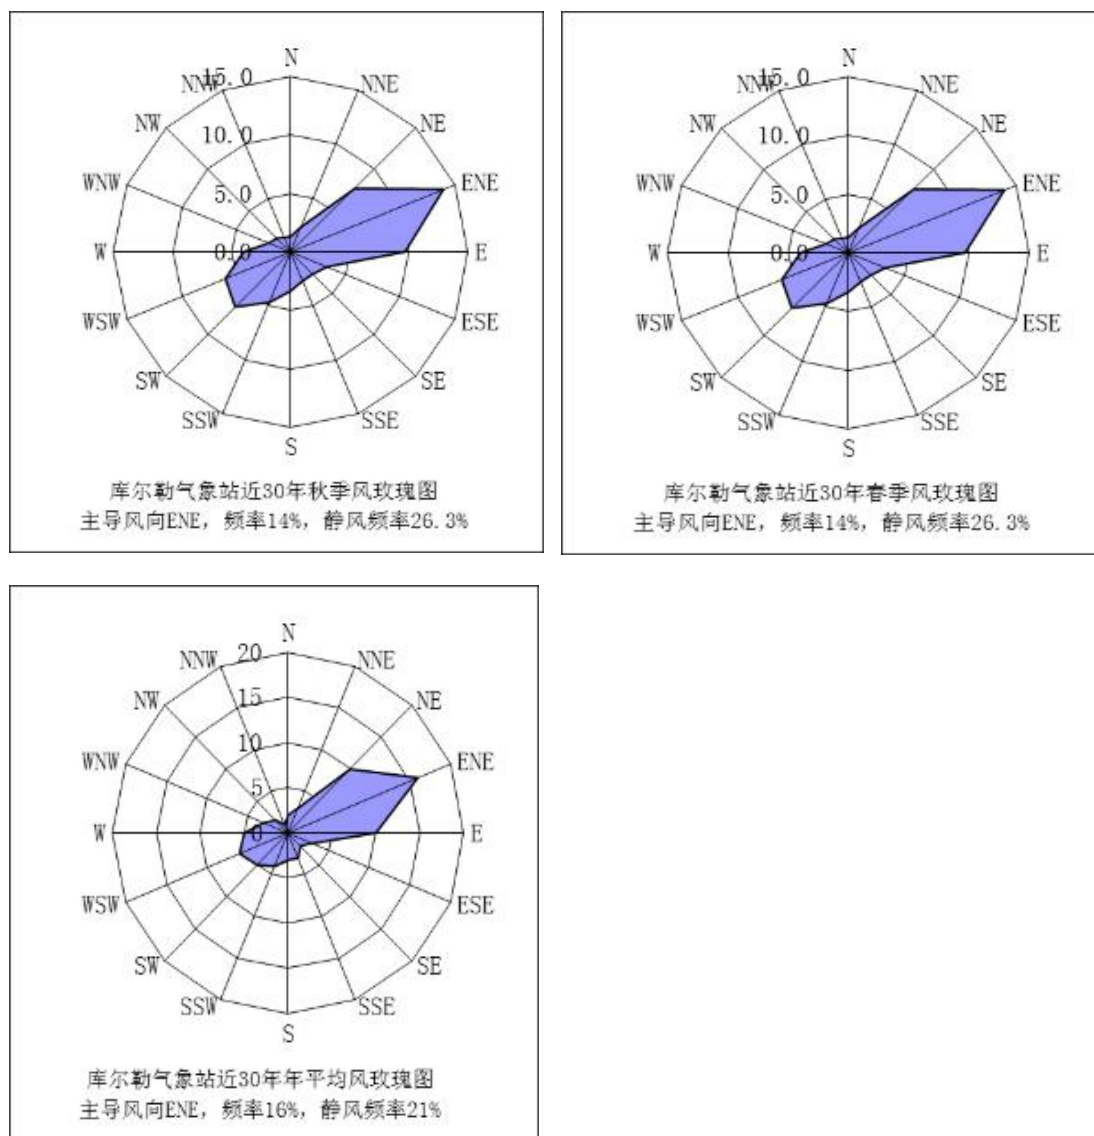 N
NNE
NE
ENE
E
ESE
SE
SSE
S
SSW
SW
WSW
W
WNW
NW
NNW
15.0
10.0
5.0
0.0
库尔勒气象站近30年秋季风玫瑰图
主导风向ENE，频率14%，静风频率26.3%
N
NNE
NE
ENE
E
ESE
SE
SSE
S
SSW
SW
WSW
W
WNW
NW
NNW
15.0
10.0
5.0
0.0
库尔勒气象站近30年春季风玫瑰图
主导风向ENE，频率14%，静风频率26.3%
N
NNE
NE
ENE
E
ESE
SE
SSE
S
SSW
SW
WSW
W
WNW
NW
NNW
20
15
10
5
0
库尔勒气象站近30年年平均风玫瑰图
主导风向ENE，频率16%，静风频率21%